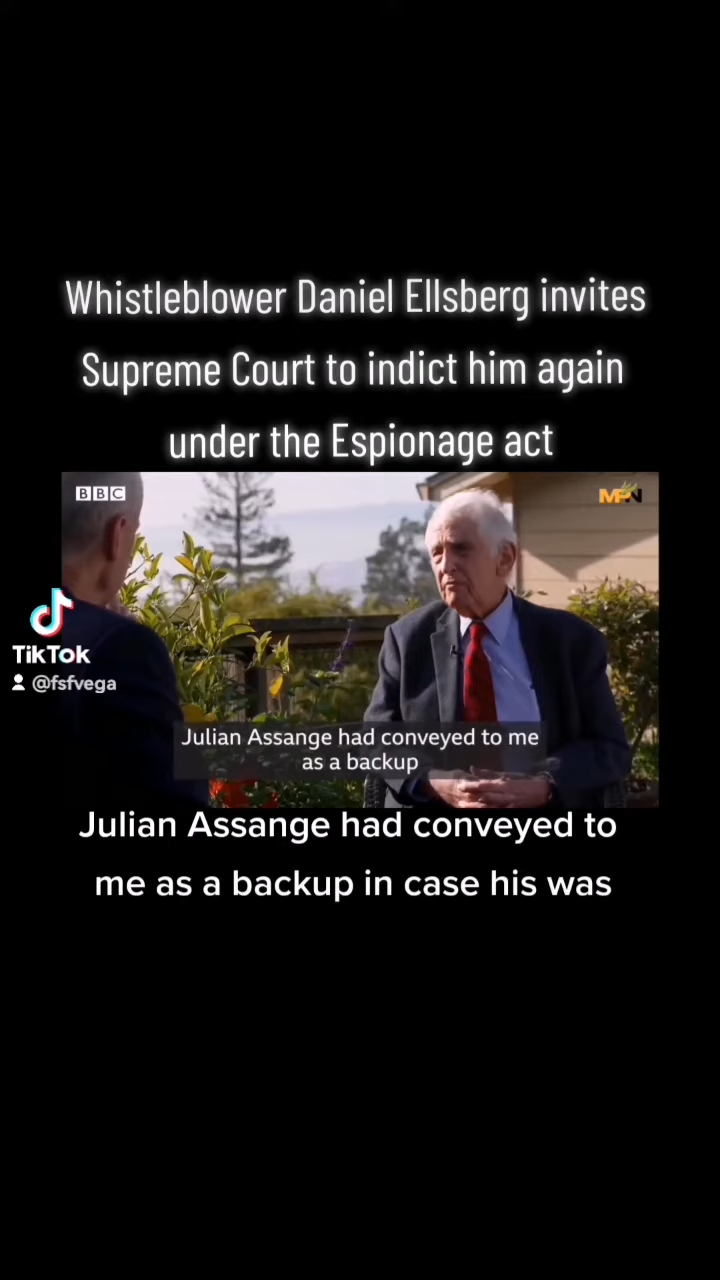 Whistleblower Daniel Ellsberg invites
Supreme Court to indict him again
under the Espionage act
BBC
MPN
TikTok
@fsfvega
Julian Assange had conveyed to me
as a backup
Julian Assange had conveyed to
me as a backup in case his was